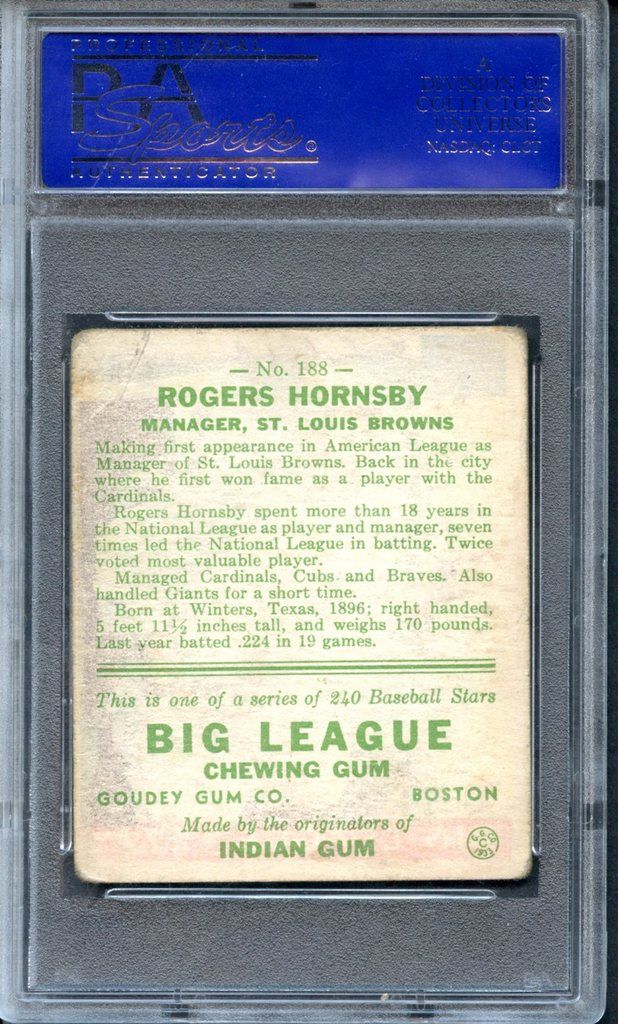 PROFESSIONAL
PSA
Sports®
AUTHENTICATOR
A
DIVISION OF
COLLECTORS
UNIVERSE
NASDAQ: CLCT
— No. 188 —
ROGERS HORNSBY
MANAGER, ST. LOUIS BROWNS
Making first appearance in American League as
Manager of St. Louis Browns. Back in the city
where he first won fame as a player with the
Cardinals.
Rogers Hornsby spent more than 18 years in
the National League as player and manager, seven
times led the National League in batting. Twice
voted most valuable player.
Managed Cardinals, Cubs and Braves. Also
handled Giants for a short time.
Born at Winters, Texas, 1896; right handed,
5 feet 11½ inches tall, and weighs 170 pounds.
Last year batted .224 in 19 games.
This is one of a series of 240 Baseball Stars
BIG LEAGUE
CHEWING GUM
GOUDEY GUM CO. BOSTON
Made by the originators of
INDIAN GUM
G.G.CO
C
1933